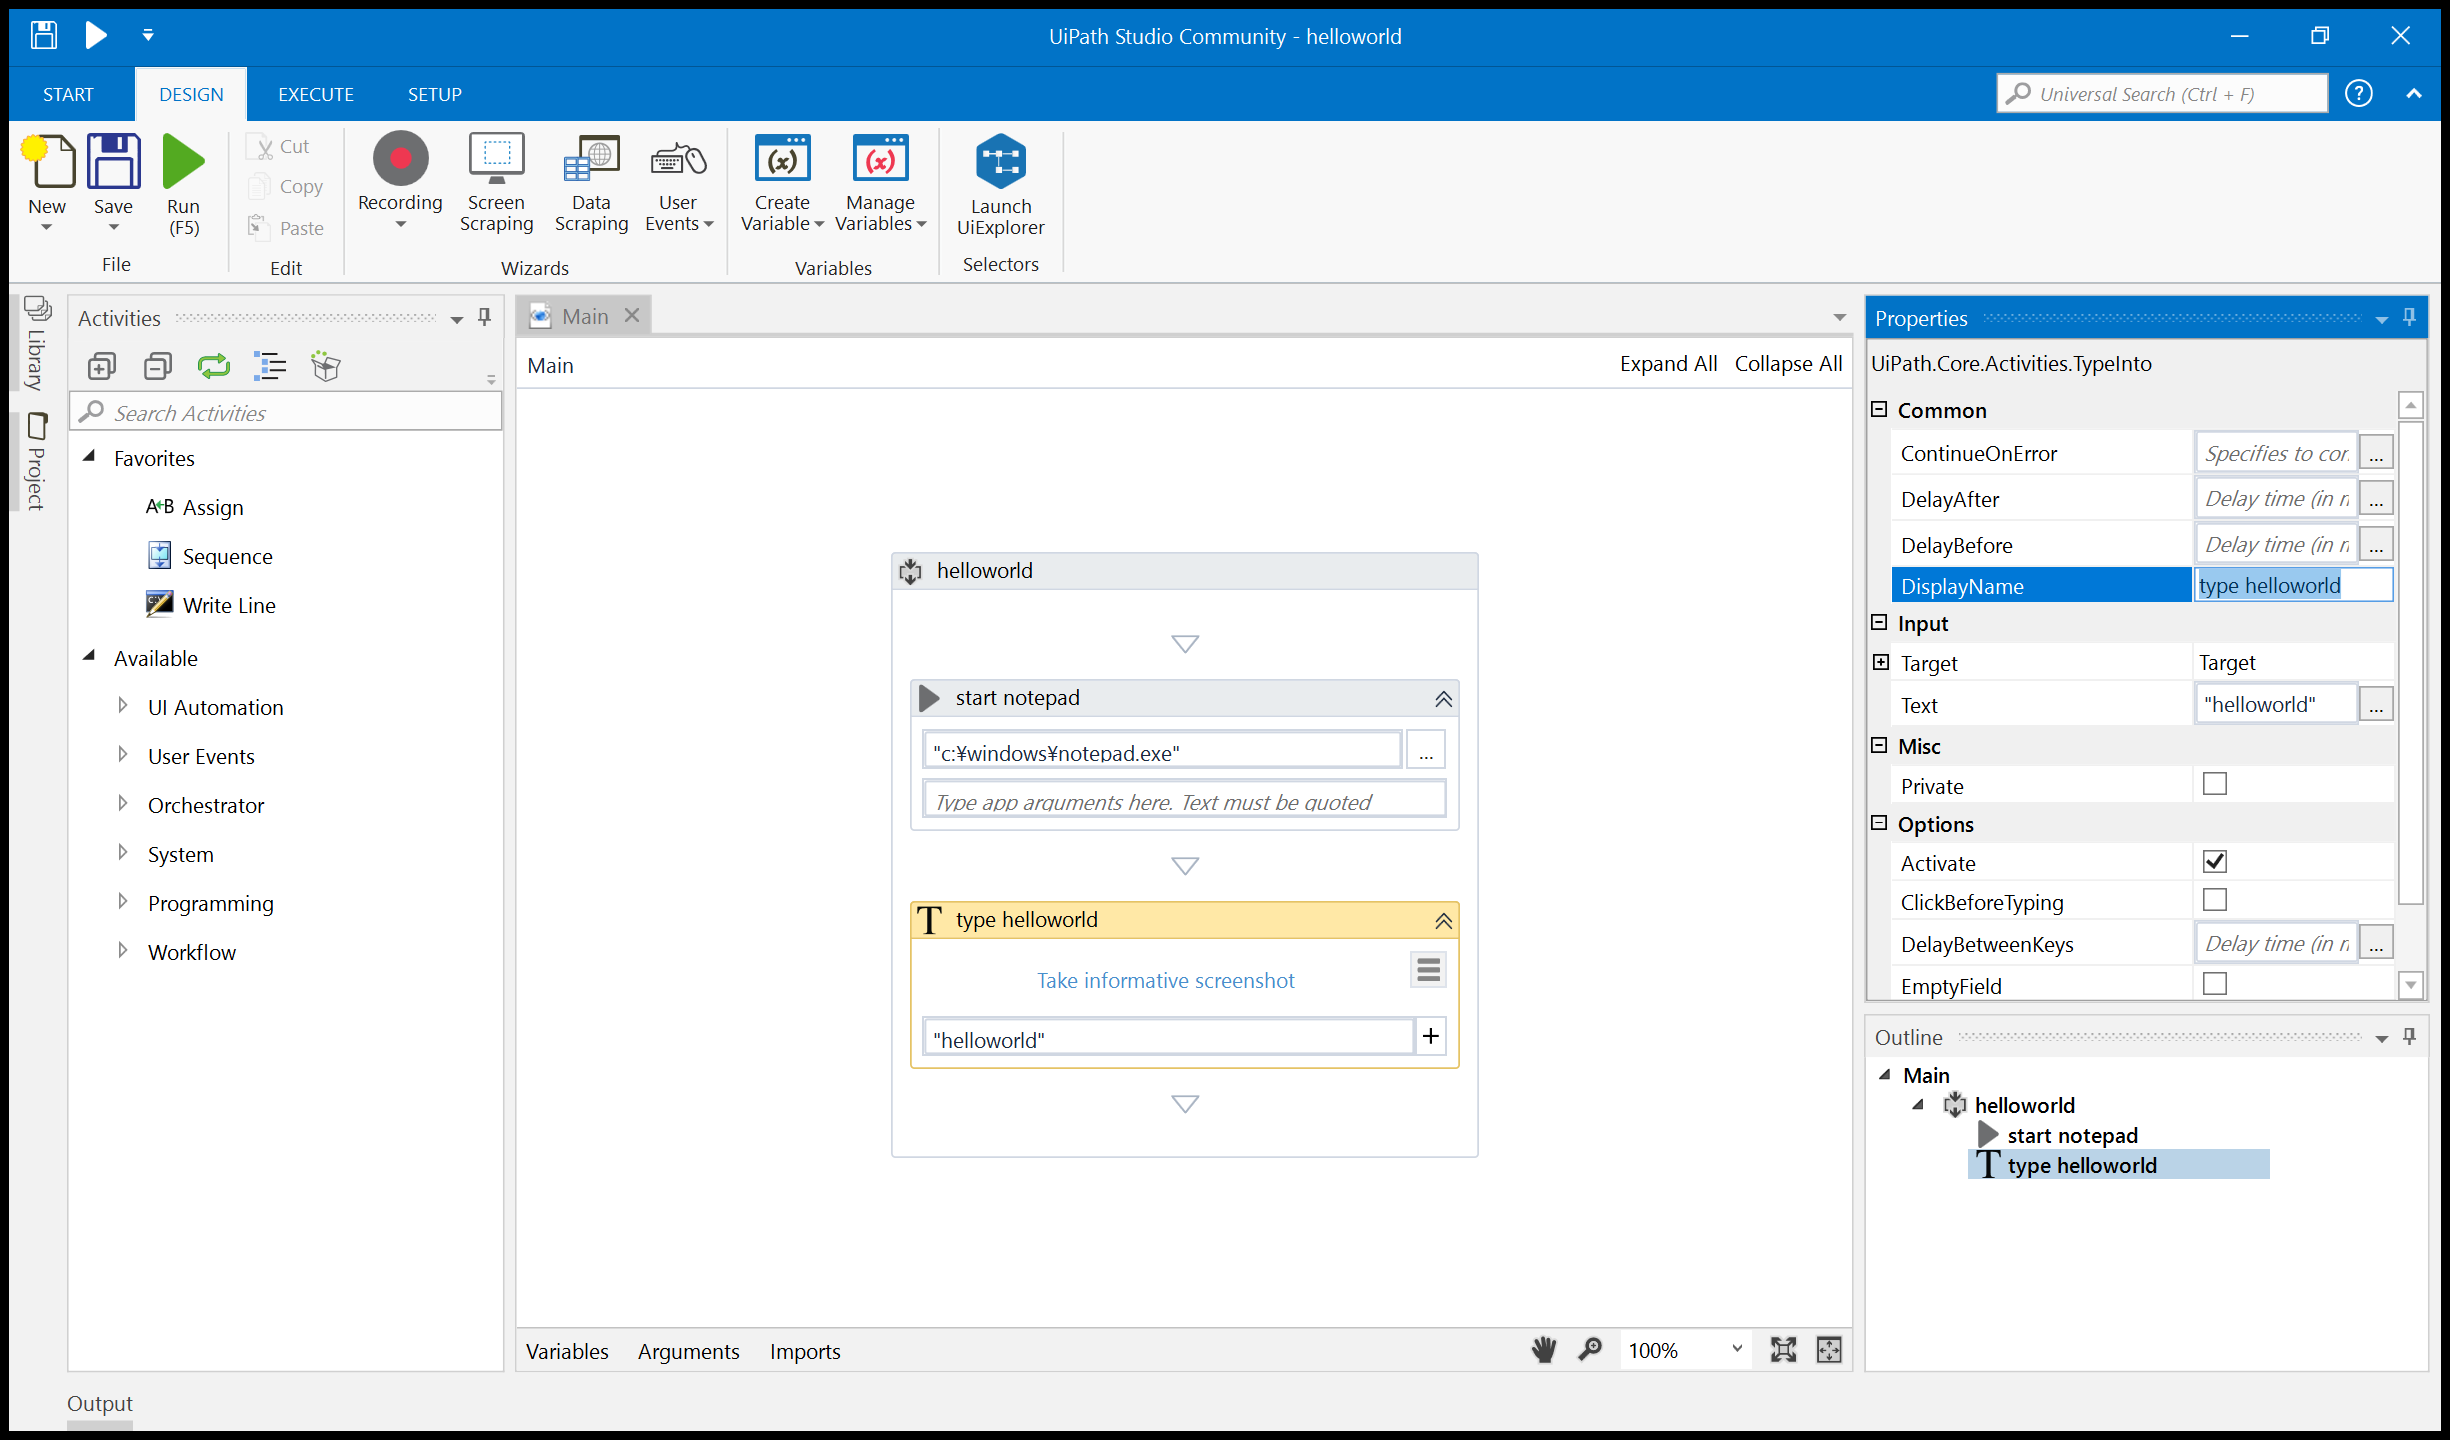 UiPath Studio Community - helloworld
START DESIGN EXECUTE SETUP
Universal Search (Ctrl + F)
New
Save
Run
(F5)
File
Cut
Copy
Paste
Edit
Recording
Screen
Scraping
Data
Scraping
User
Events
Wizards
Create
Variable
Manage
Variables
Variables
Launch
UiExplorer
Selectors
Library
Project
Activities
Search Activities
Favorites
A B Assign
Sequence
Write Line
Available
UI Automation
User Events
Orchestrator
System
Programming
Workflow
Main
Main
Expand All Collapse All
helloworld
start notepad
"c:¥windows¥notepad.exe"
...
Type app arguments here. Text must be quoted
T type helloworld
Take informative screenshot
"helloworld"
+
Variables Arguments Imports
100%
Properties
UiPath.Core.Activities.TypeInto
Common
ContinueOnError Specifies to con ...
DelayAfter Delay time (in n ...
DelayBefore Delay time (in n ...
DisplayName type helloworld
Input
Target Target
Text "helloworld" ...
Misc
Private
Options
Activate
ClickBeforeTyping
DelayBetweenKeys Delay time (in n ...
EmptyField
Outline
Main
helloworld
start notepad
T type helloworld
Output